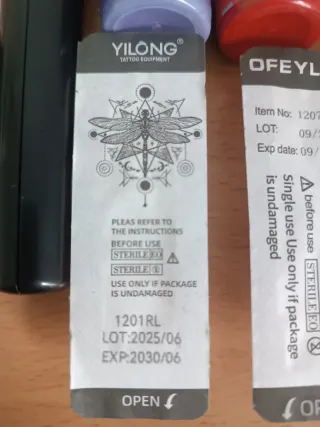 YILONG®
TATTOO EQUIPMENT
PLEAS REFER TO
THE INSTRUCTIONS
BEFORE USE
STERILE EO
STERILE
USE ONLY IF PACKAGE
IS UNDAMAGED
1201RL
LOT:2025/06
EXP:2030/06
OPEN
OFEYL
Item No: 1207
LOT: 09/
Exp date: 09/
before use STERILE EO
Single use Use only if package
is undamaged